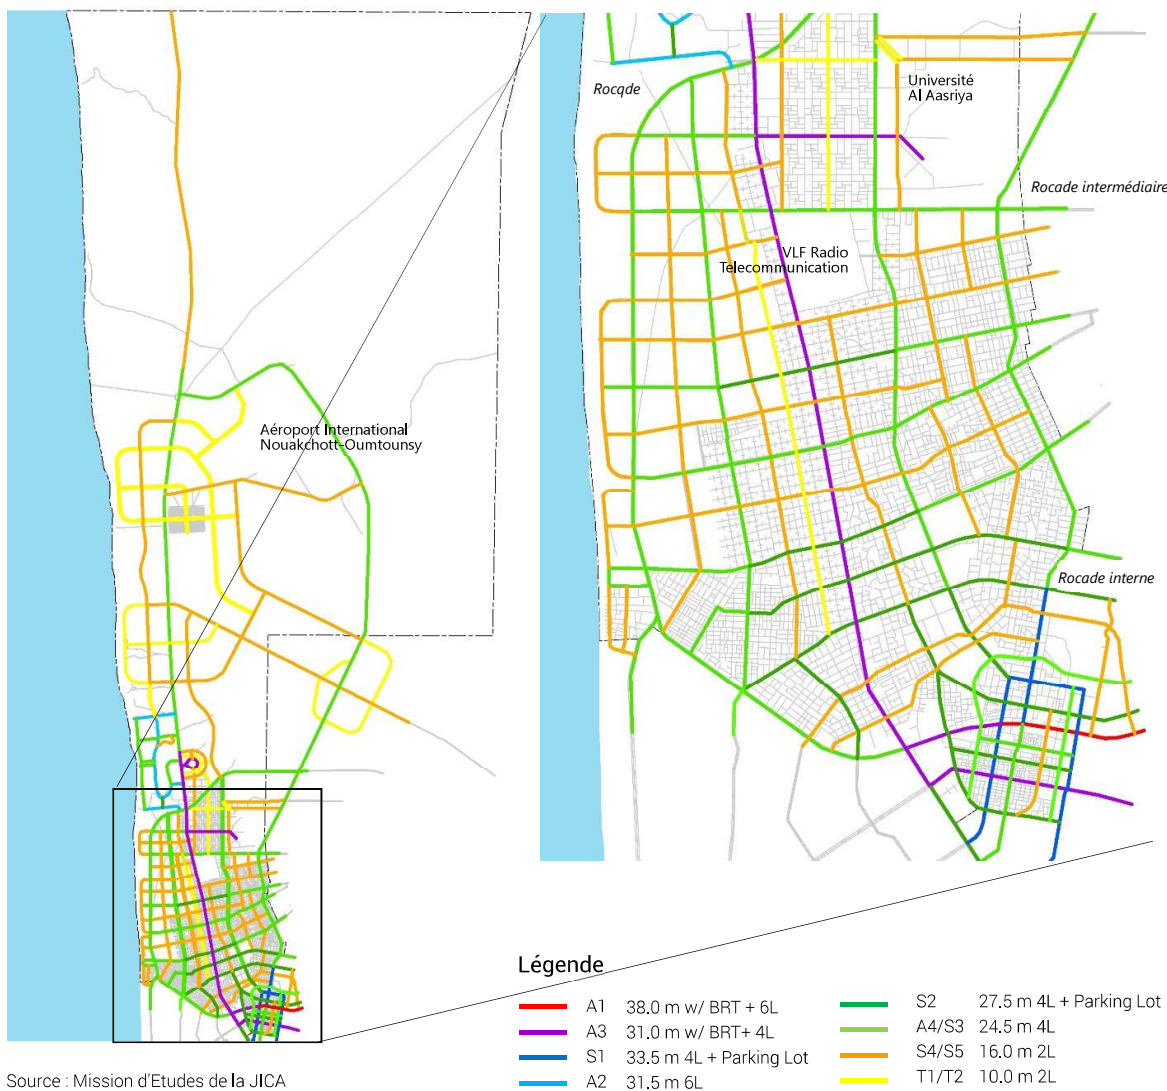 Rocqde
Université
Al Aasriya
Rocade intermédiaire
VLF Radio
Telecommunication
Aéroport International
Nouakchott-Oumtounsy
Rocade interne
Légende
A1 38.0 m w/ BRT + 6L
A3 31.0 m w/ BRT+ 4L
S1 33.5 m 4L + Parking Lot
A2 31.5 m 6L
S2 27.5 m 4L + Parking Lot
A4/S3 24.5 m 4L
S4/S5 16.0 m 2L
T1/T2 10.0 m 2L
Source : Mission d'Etudes de la JICA